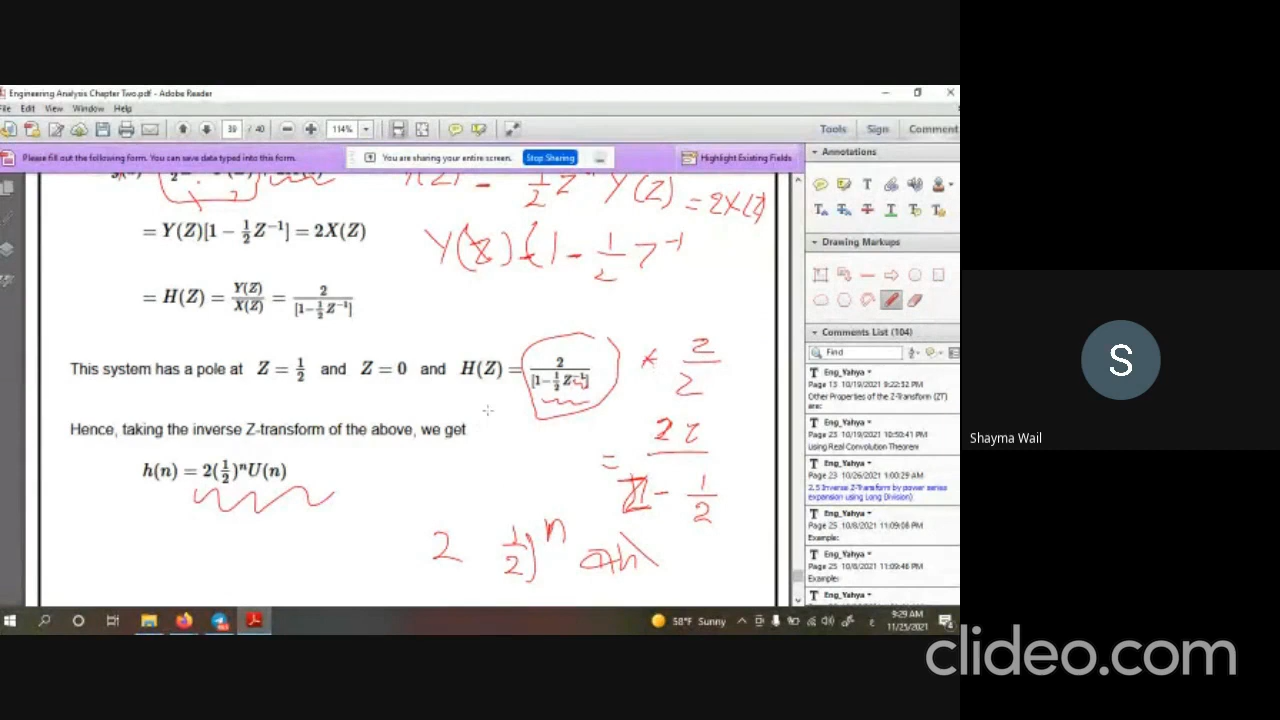 Engineering Analysis Chapter Two.pdf - Adobe Reader
File Edit View Window Help
39 / 40 114% Tools Sign Comment
Please fill out the following form. You can save data typed into this form.
You are sharing your entire screen. Stop Sharing
Highlight Existing Fields
Annotations
- 1/2 Z Y(Z) = 2X(Z)
= Y(Z)[1 − 1/2 Z⁻¹] = 2X(Z)
Y(Z) (1 - 1/2 Z⁻¹
= H(Z) = Y(Z)/X(Z) = 2/[1−1/2 Z⁻¹]
This system has a pole at Z = 1/2 and Z = 0 and H(Z) = 2/[1−1/2 Z⁻¹]
* Z/Z
= 2Z/Z - 1/2
Hence, taking the inverse Z-transform of the above, we get
h(n) = 2(1/2)ⁿU(n)
2 1/2)ⁿ
Drawing Markups
Comments List (104)
Find
Eng_Yahya
Page 13 10/19/2021 9:22:32 PM
Other Properties of the Z-Transform (ZT) are:
Eng_Yahya
Page 23 10/19/2021 10:50:41 PM
Using Real Convolution Theorem
Eng_Yahya
Page 23 10/26/2021 1:00:29 AM
2.5 Inverse Z-Transform by power series expansion using Long Division)
Eng_Yahya
Page 25 10/8/2021 11:09:08 PM
Example:
Eng_Yahya
Page 25 10/8/2021 11:09:46 PM
Example:
Eng_Yahya
58°F Sunny
9:29 AM
11/25/2021
S
Shayma Wail
clideo.com